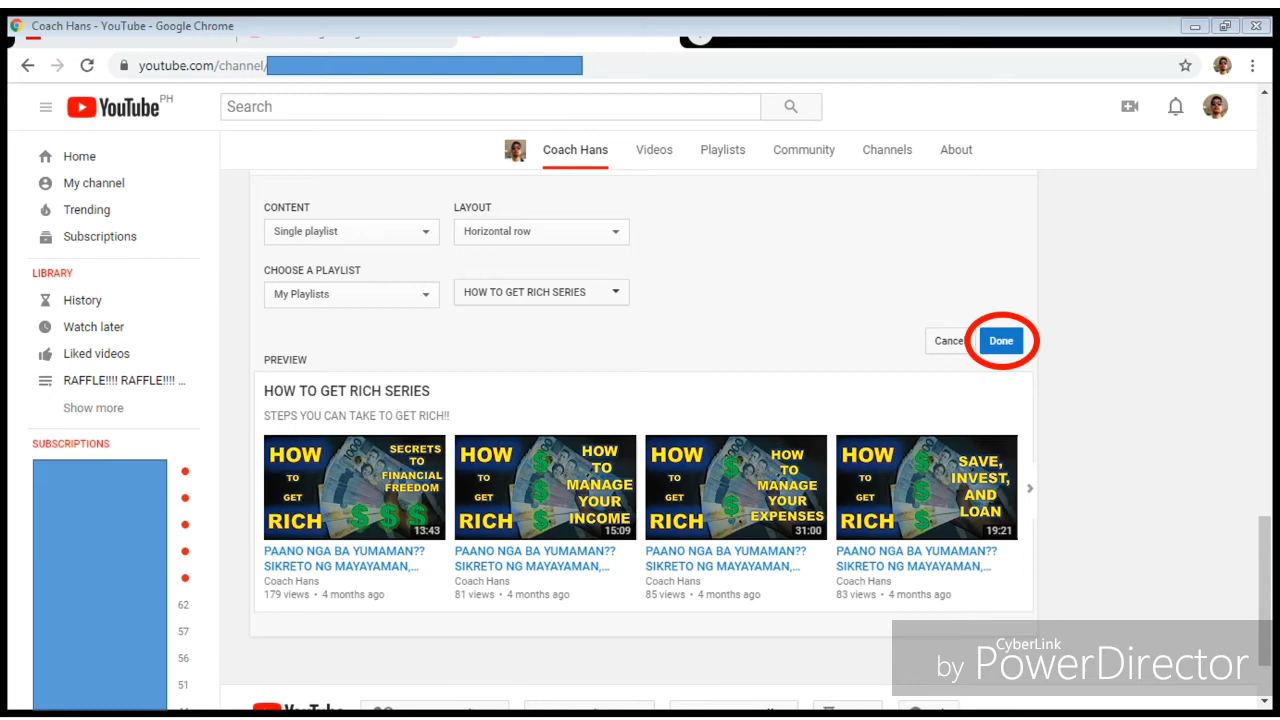 Coach Hans - YouTube - Google Chrome
youtube.com/channel/
YouTube PH
Search
Home
My channel
Trending
Subscriptions
LIBRARY
History
Watch later
Liked videos
RAFFLE!!!! RAFFLE!!!! ...
Show more
SUBSCRIPTIONS
62
57
56
51
Coach Hans Videos Playlists Community Channels About
CONTENT LAYOUT
Single playlist Horizontal row
CHOOSE A PLAYLIST
My Playlists HOW TO GET RICH SERIES
Cancel Done
PREVIEW
HOW TO GET RICH SERIES
STEPS YOU CAN TAKE TO GET RICH!!
HOW
TO
GET
RICH
SECRETS
TO
FINANCIAL
FREEDOM
13:43
PAANO NGA BA YUMAMAN??
SIKRETO NG MAYAYAMAN,...
Coach Hans
179 views • 4 months ago
HOW
TO
GET
RICH
HOW
TO
MANAGE
YOUR
INCOME
15:09
PAANO NGA BA YUMAMAN??
SIKRETO NG MAYAYAMAN,...
Coach Hans
81 views • 4 months ago
HOW
TO
GET
RICH
HOW
TO
MANAGE
YOUR
EXPENSES
31:00
PAANO NGA BA YUMAMAN??
SIKRETO NG MAYAYAMAN,...
Coach Hans
85 views • 4 months ago
HOW
TO
GET
RICH
SAVE,
INVEST,
AND
LOAN
19:21
PAANO NGA BA YUMAMAN??
SIKRETO NG MAYAYAMAN,...
Coach Hans
83 views • 4 months ago
CyberLink
by PowerDirector
YouTube